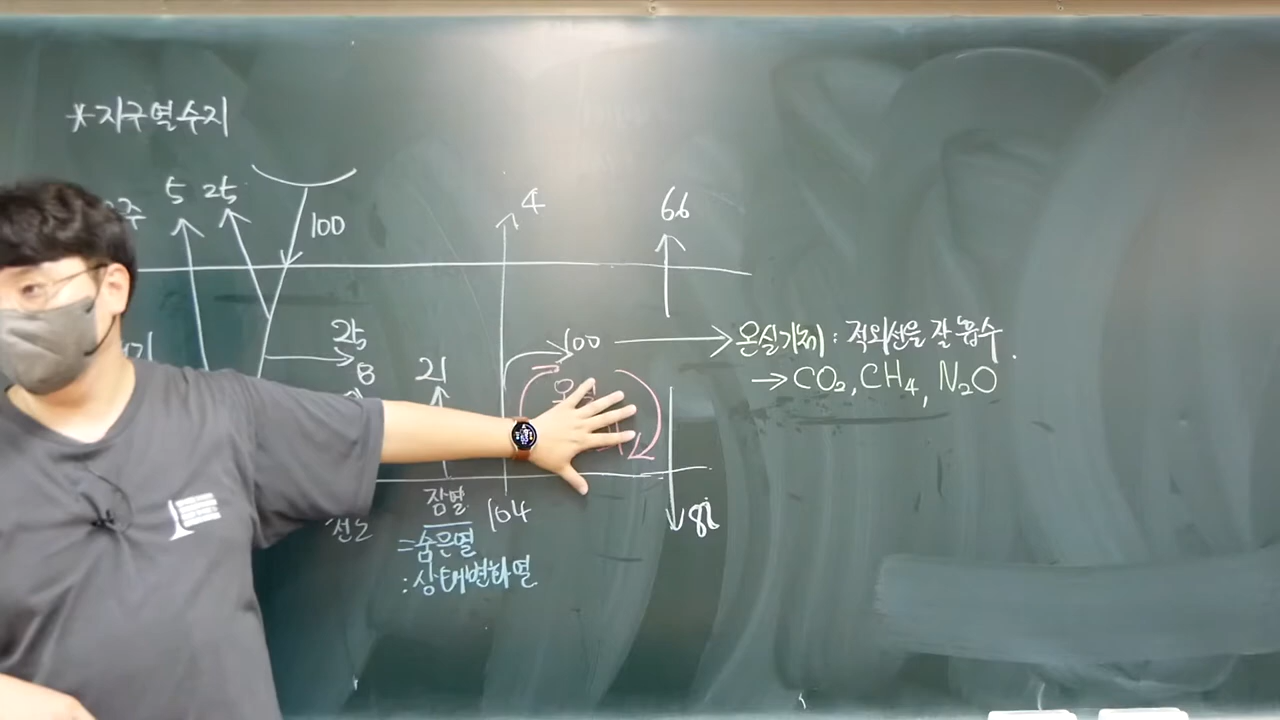 *지구열수지
5 25
100
4
66
25
8
21
100 → 온실기체 : 적외선을 잘 흡수.
→ CO₂, CH₄, N₂O
잠열
104
88
=숨은열
:상태변화열